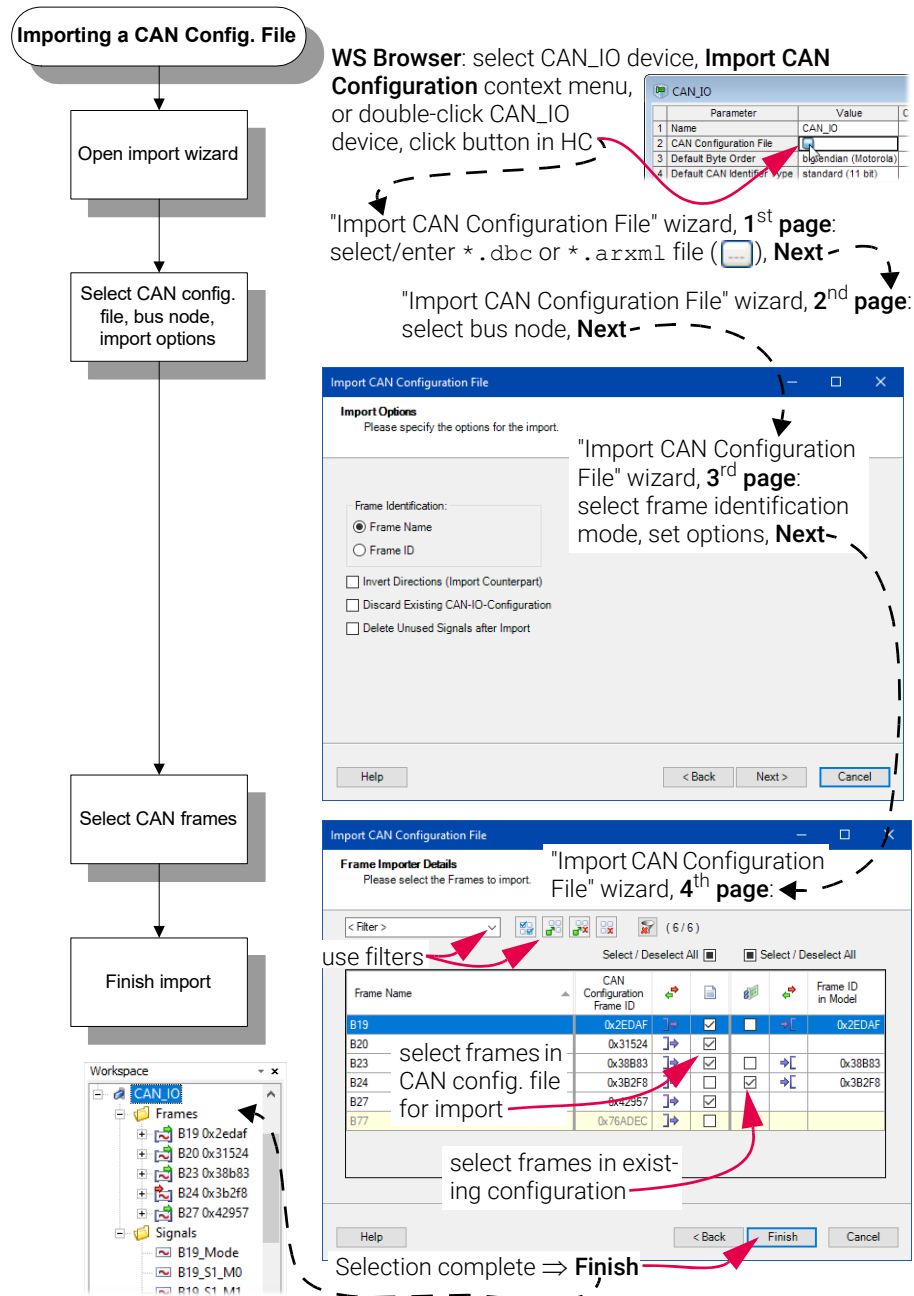 Importing a CAN Config. File
WS Browser: select CAN_IO device, Import CAN
Configuration context menu,
or double-click CAN_IO
device, click button in HC
CAN_IO
Parameter Value
1 Name CAN_IO
2 CAN Configuration File
3 Default Byte Order bigendian (Motorola)
4 Default CAN Identifier Type standard (11 bit)
Open import wizard
"Import CAN Configuration File" wizard, 1st page:
select/enter *.dbc or *.arxml file (...), Next
Select CAN config.
file, bus node,
import options
"Import CAN Configuration File" wizard, 2nd page:
select bus node, Next
Import CAN Configuration File
Import Options
Please specify the options for the import.
"Import CAN Configuration
File" wizard, 3rd page:
select frame identification
mode, set options, Next
Frame Identification:
Frame Name
Frame ID
Invert Directions (Import Counterpart)
Discard Existing CAN-IO-Configuration
Delete Unused Signals after Import
Help < Back Next > Cancel
Select CAN frames
Import CAN Configuration File
Frame Importer Details
Please select the Frames to import.
"Import CAN Configuration
File" wizard, 4th page:
< Filter > (6/6)
use filters
Select / Deselect All Select / Deselect All
Frame Name CAN Configuration Frame ID Frame ID in Model
B19 0x2EDAF 0x2EDAF
B20 0x31524
B23 0x38B83 0x38B83
B24 0x3B2F8 0x3B2F8
B27 0x42957
B77 0x76ADEC
select frames in
CAN config. file
for import
select frames in exist-
ing configuration
Help < Back Finish Cancel
Finish import
Workspace
CAN_IO
Frames
B19 0x2edaf
B20 0x31524
B23 0x38b83
B24 0x3b2f8
B27 0x42957
Signals
B19_Mode
B19_S1_M0
B19_S1_M1
Selection complete ⇒ Finish